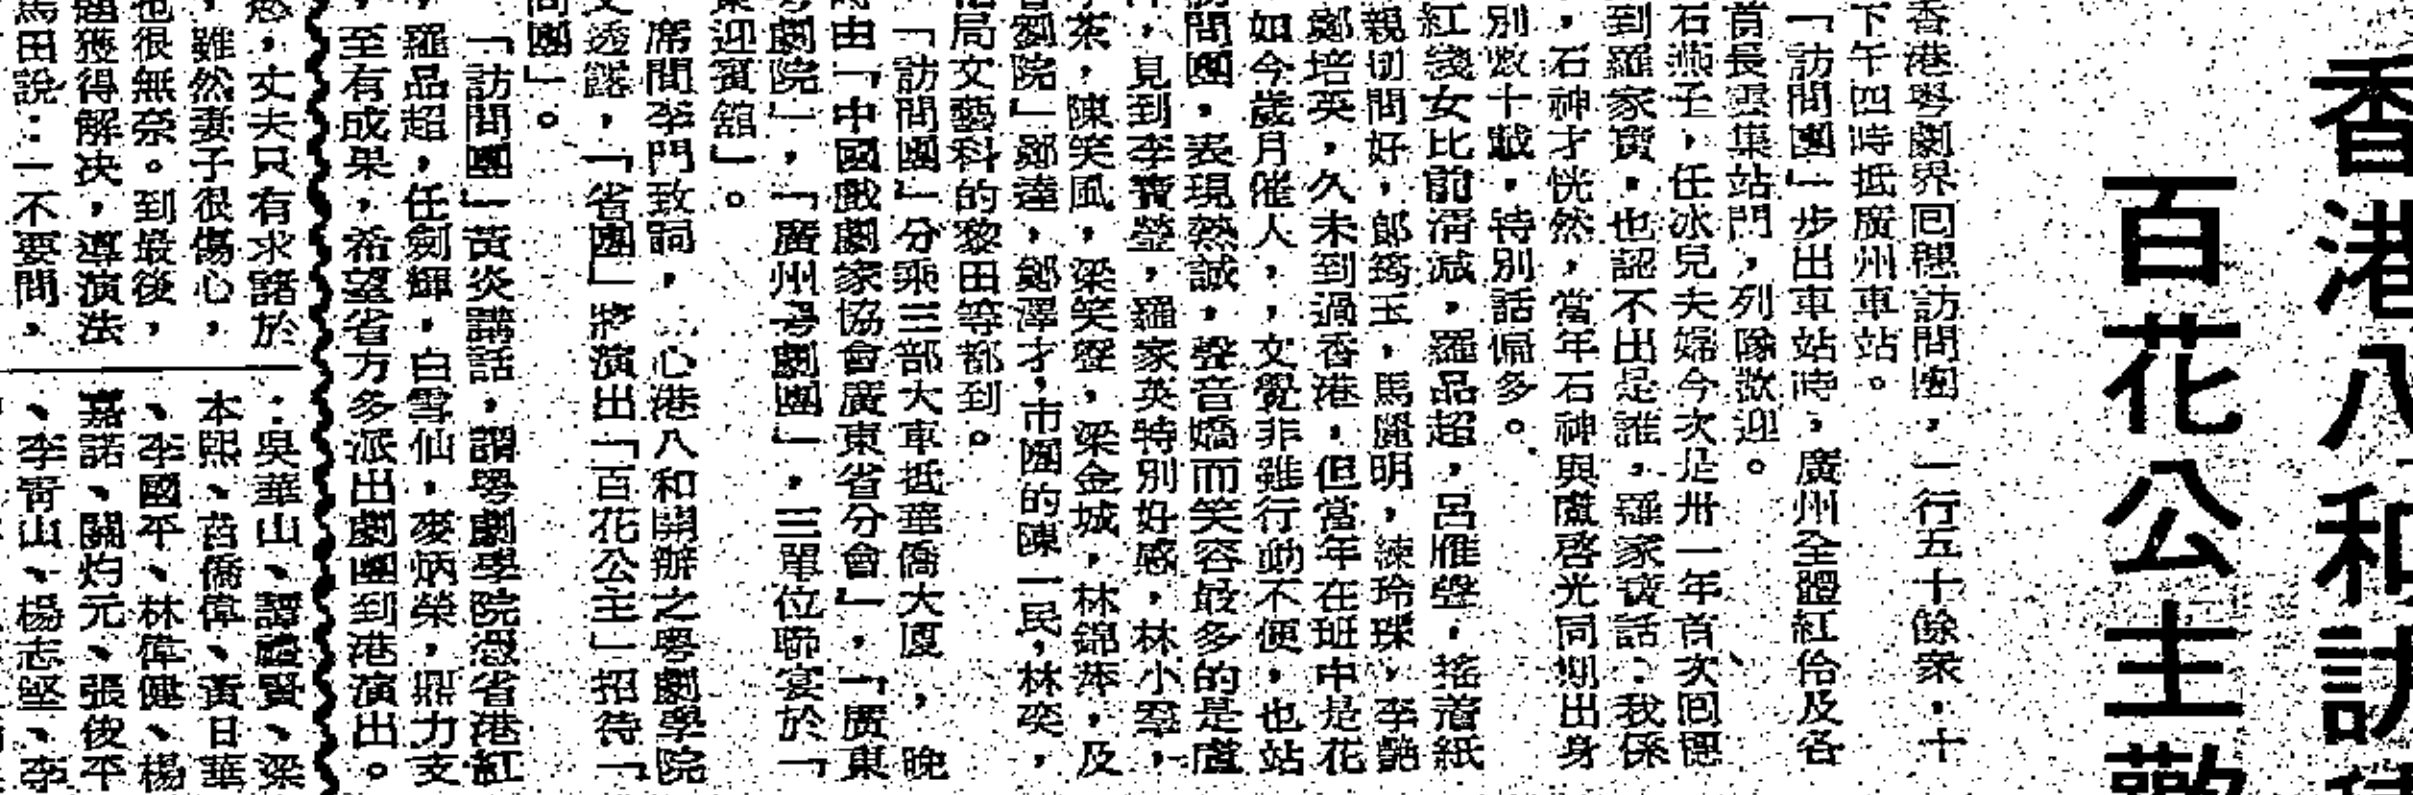 香港八和訪
百花公主歡
香港粵劇界回穗訪問團，一行五十餘衆，十
下午四時抵廣州車站。
「訪問團」步出車站時，廣州全體紅伶及各
首長雲集站門，列隊歡迎。
石燕子，任冰兒夫婦今次是卅一年首次回穗
到羅家寶，也認不出是誰，羅家寶話：我係
，石神才恍然，當年石神與盧啓光同期出身
別數十載，特別話偏多。
紅綫女比前清減，羅品超，呂雁聲，搖着紙
親切問好，郎筠玉，馬麗明，練玲珠，李艷
鄭培英，久未到過香港，但當年在班中是花
如今歲月催人，，文覺非雖行動不便，也站
訪問團，表現熱誠，聲音嬌而笑容最多的是盧
，見到李寶瑩，羅家英特別好感，林小羣，
茶，陳笑風，梁笑聲，梁金城，林錦屏，及
劇院」鄭達，鄭澤才，市團的陳一民，林奕，
局文藝科的黎田等都到。
「訪問團」分乘三部大車抵華僑大廈，晚
時由「中國戲劇家協會廣東省分會」，「廣東
粵劇院」，「廣州粵劇團」，三單位聯宴於「
東迎賓館」。
席間李門致詞，心港八和開辦之粵劇學院
又透露，「省團」將演出「百花公主」招待「
問團」。
「訪問團」黃炎講話，謂粵劇學院憑省港紅
，羅品超，任劍輝，白雪仙，麥炳榮，鼎力支
，至有成果，希望省方多派出劇團到港演出。
愁，丈夫只有求諸於
，雖然妻子很傷心，
也很無奈。到最後，
題獲得解决，導演法
馬田說：一不要問，
：吳華山、譚禮賢、梁
本熙、翁僑偉、黃日華
、李國平、林偉健、楊
嘉諾、關灼元、張俊平
、李青山、楊志堅、李